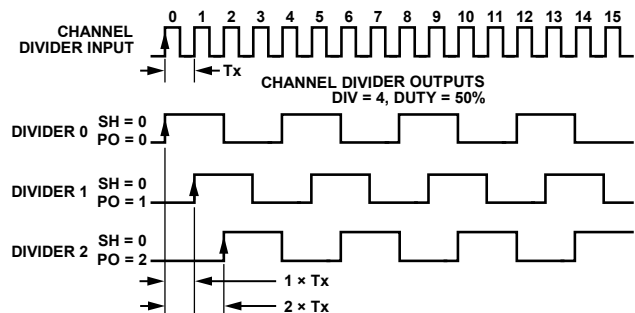 0 1 2 3 4 5 6 7 8 9 10 11 12 13 14 15
CHANNEL
DIVIDER INPUT
Tx
CHANNEL DIVIDER OUTPUTS
DIV = 4, DUTY = 50%
DIVIDER 0
SH = 0
PO = 0
DIVIDER 1
SH = 0
PO = 1
DIVIDER 2
SH = 0
PO = 2
1 × Tx
2 × Tx